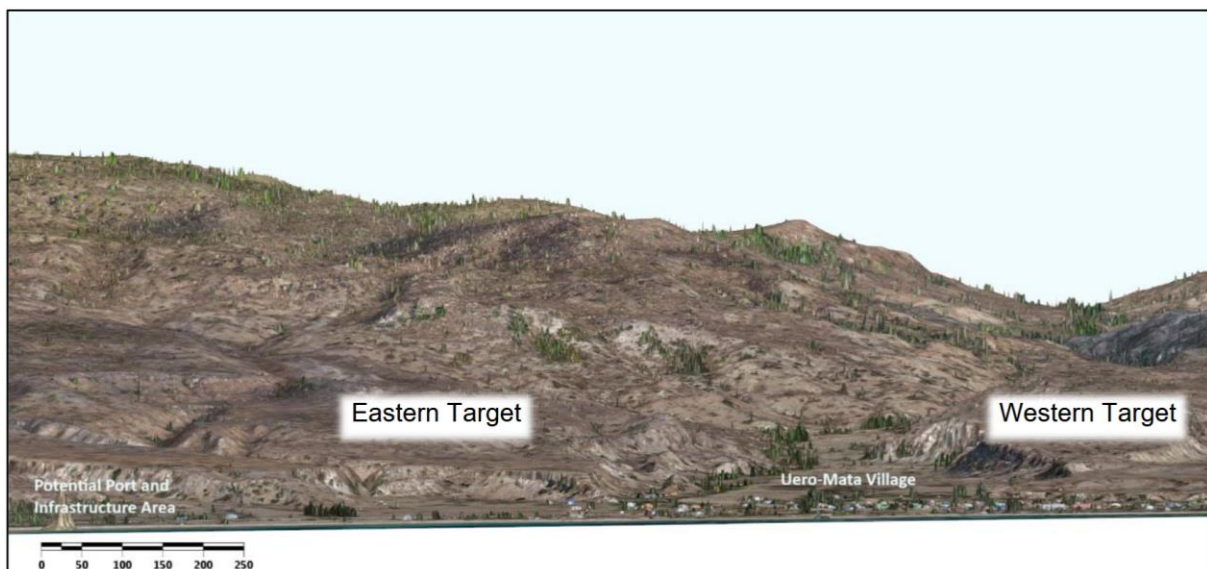 Eastern Target
Western Target
Potential Port and
Infrastructure Area
Uero-Mata Village
0 50 100 150 200 250